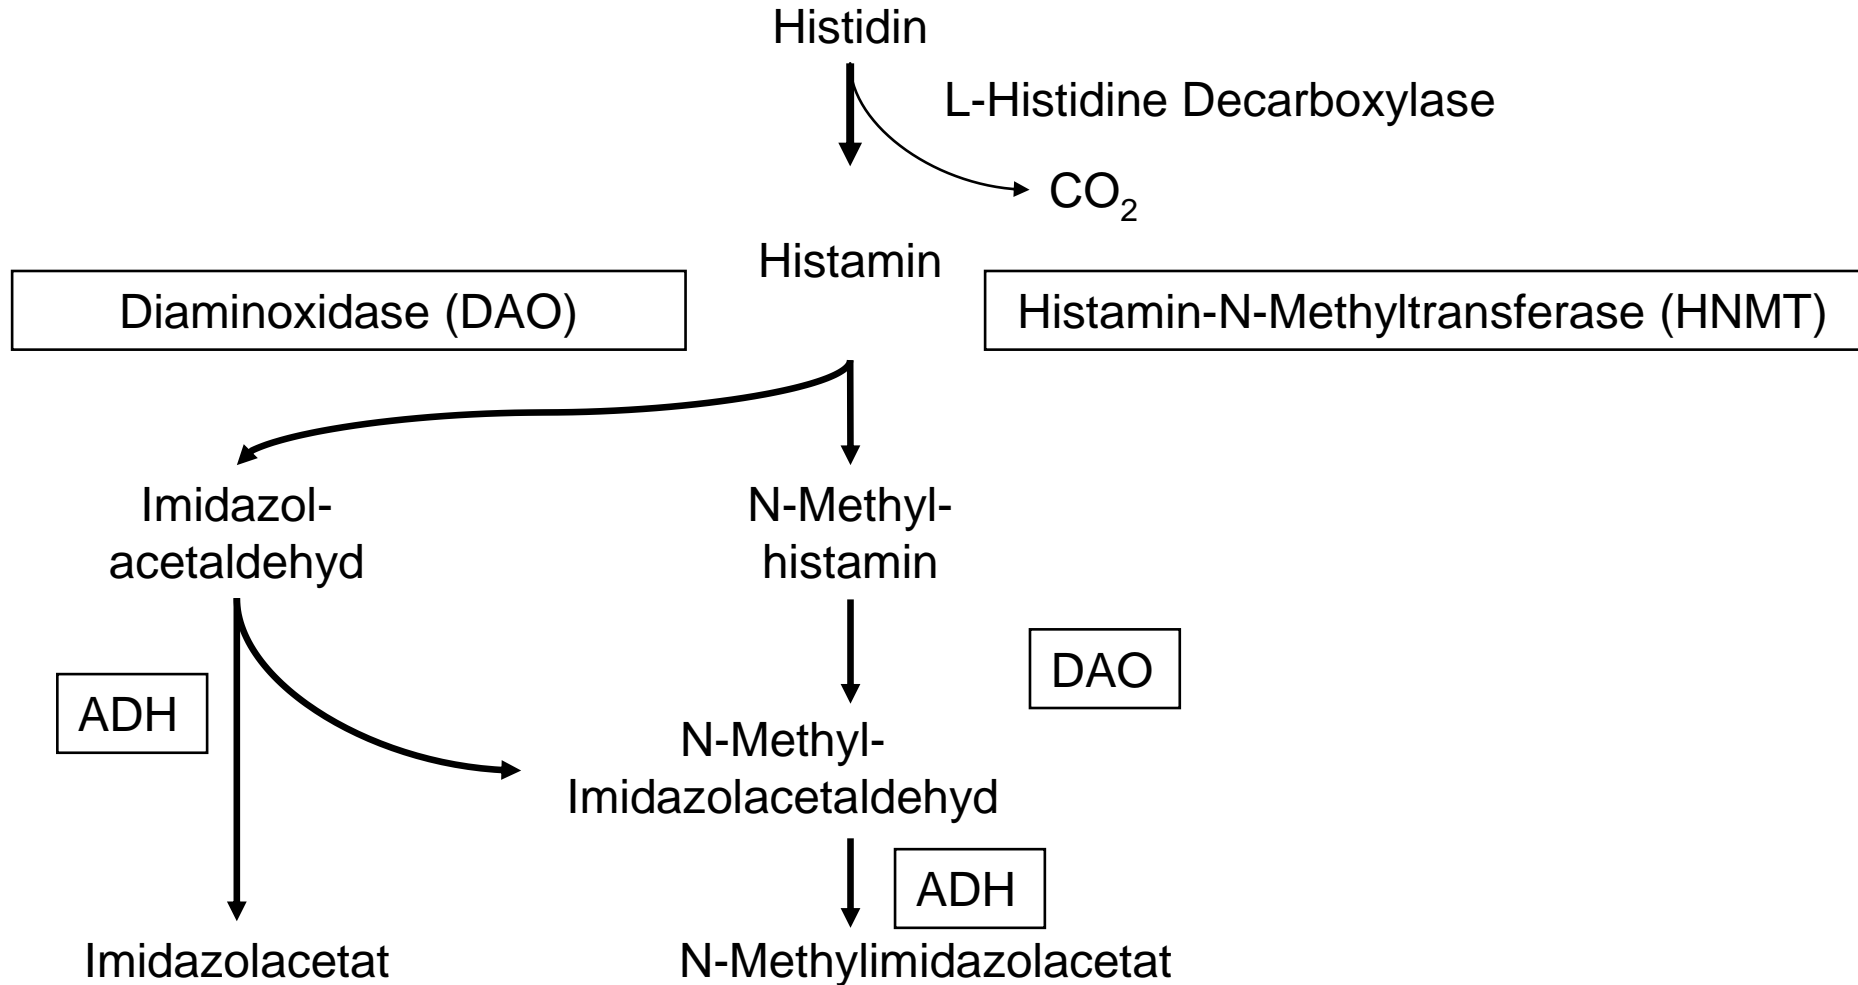 Histidin
L-Histidine Decarboxylase
CO₂
Histamin
Diaminoxidase (DAO)
Histamin-N-Methyltransferase (HNMT)
Imidazol-
acetaldehyd
N-Methyl-
histamin
DAO
ADH
N-Methyl-
Imidazolacetaldehyd
ADH
Imidazolacetat
N-Methylimidazolacetat